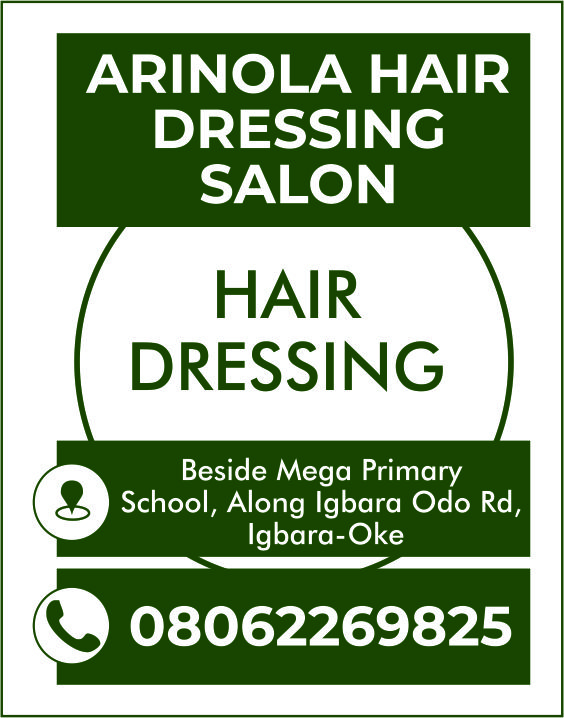 ARINOLA HAIR
DRESSING
SALON
HAIR
DRESSING
Beside Mega Primary
School, Along Igbara Odo Rd,
Igbara-Oke
08062269825